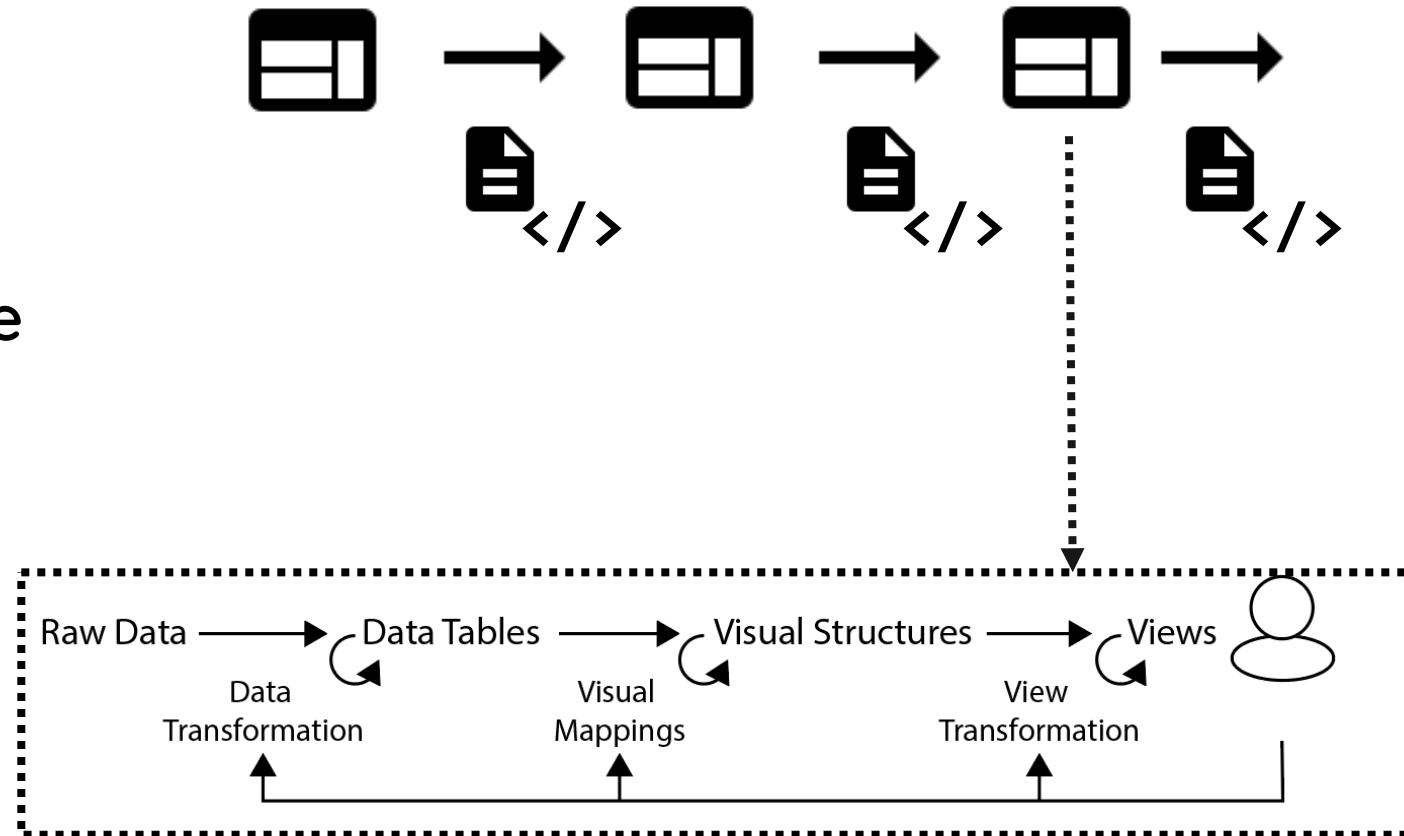 </>
</>
</>
e
Raw Data
Data Tables
Visual Structures
Views
Data
Transformation
Visual
Mappings
View
Transformation